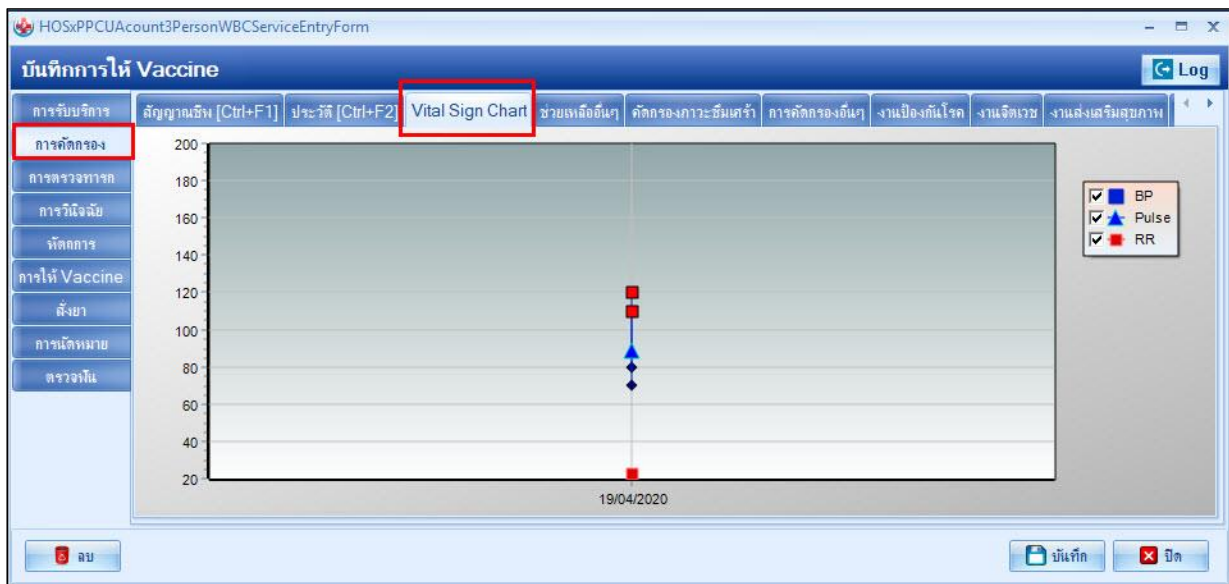 HOSxPPCUAcount3PersonWBCServiceEntryForm
บันทึกการให้ Vaccine
Log
การรับบริการ
สัญญาณชีพ [Ctrl+F1]
ประวัติ [Ctrl+F2]
Vital Sign Chart
ช่วยเหลืออื่นๆ
คัดกรองภาวะซึมเศร้า
การคัดกรองอื่นๆ
งานป้องกันโรค
งานจิตเวช
งานส่งเสริมสุขภาพ
การคัดกรอง
การตรวจทารก
การวินิจฉัย
หัตถการ
การให้ Vaccine
สั่งยา
การนัดหมาย
ตรวจฟัน
200
180
160
140
120
100
80
60
40
20
19/04/2020
BP
Pulse
RR
ลบ
บันทึก
ปิด